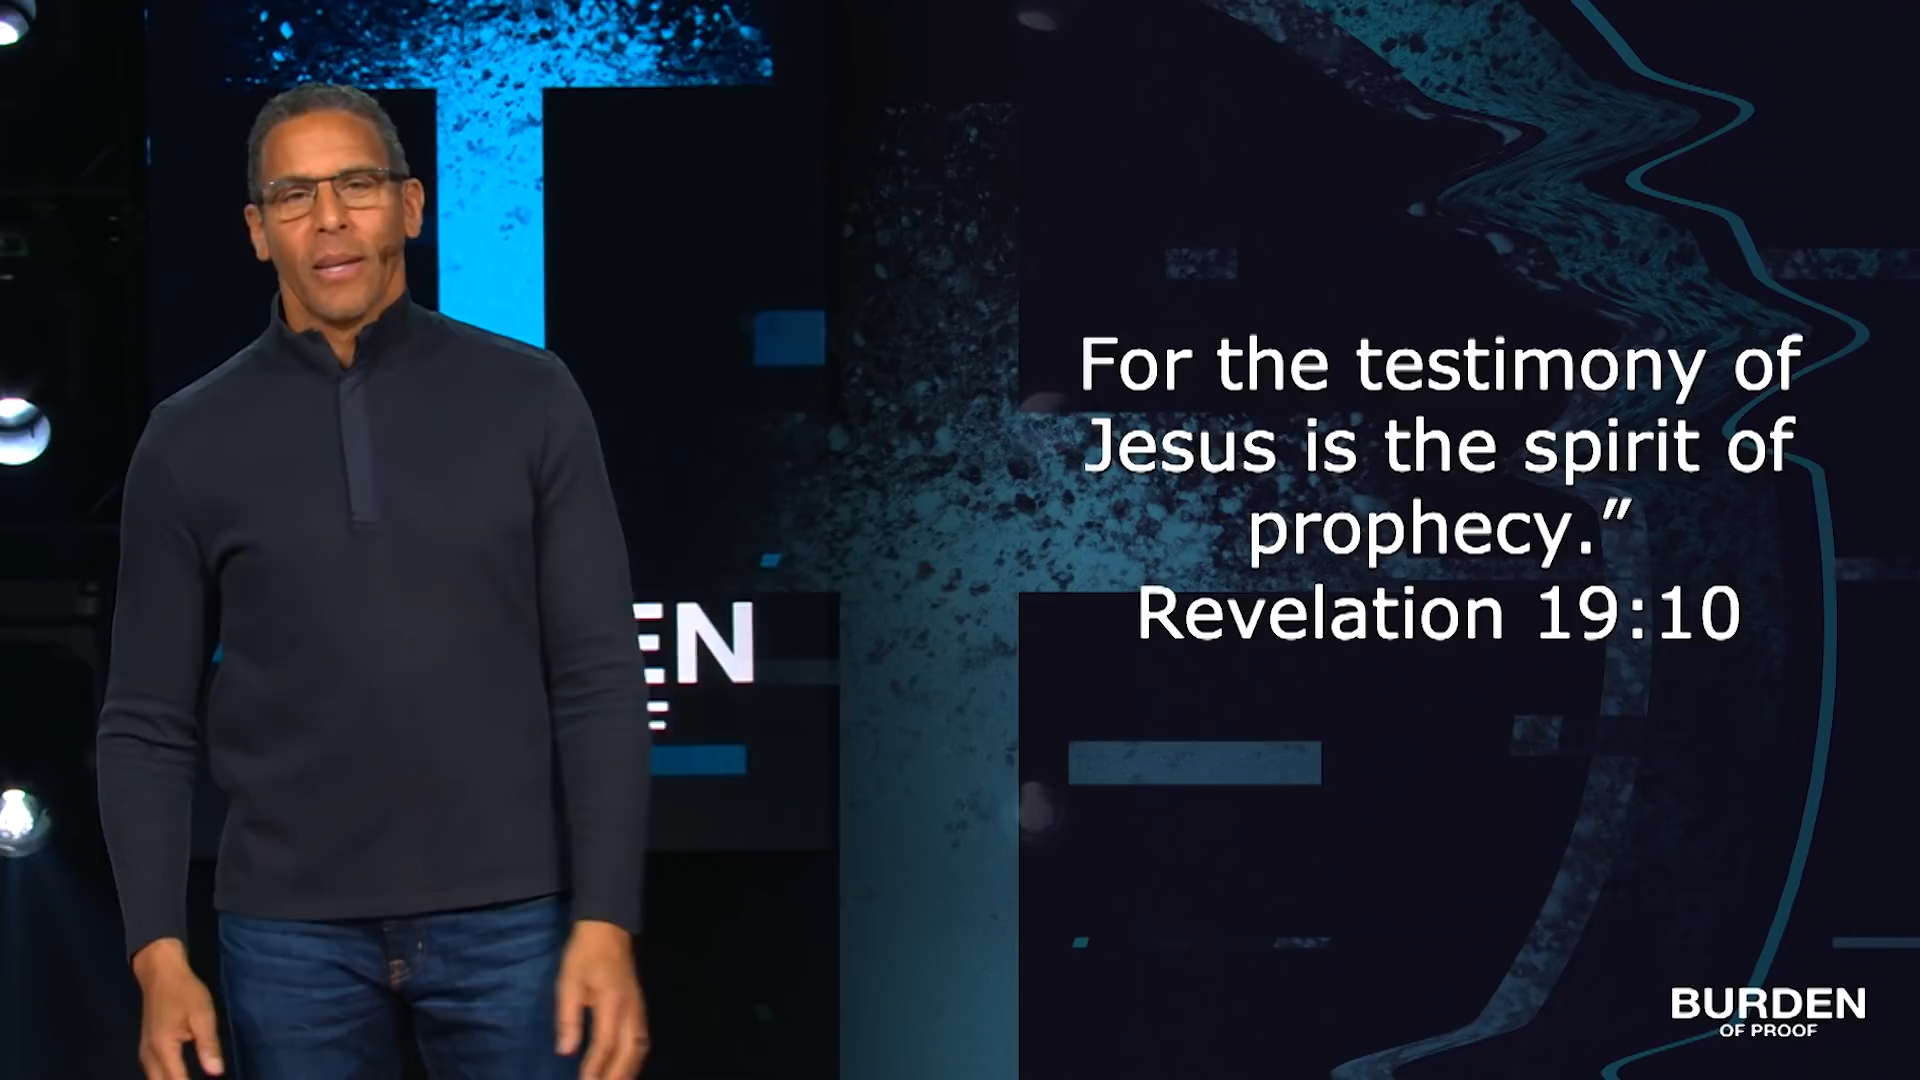 For the testimony of
Jesus is the spirit of
prophecy.”
Revelation 19:10
EN
E
BURDEN
OF PROOF